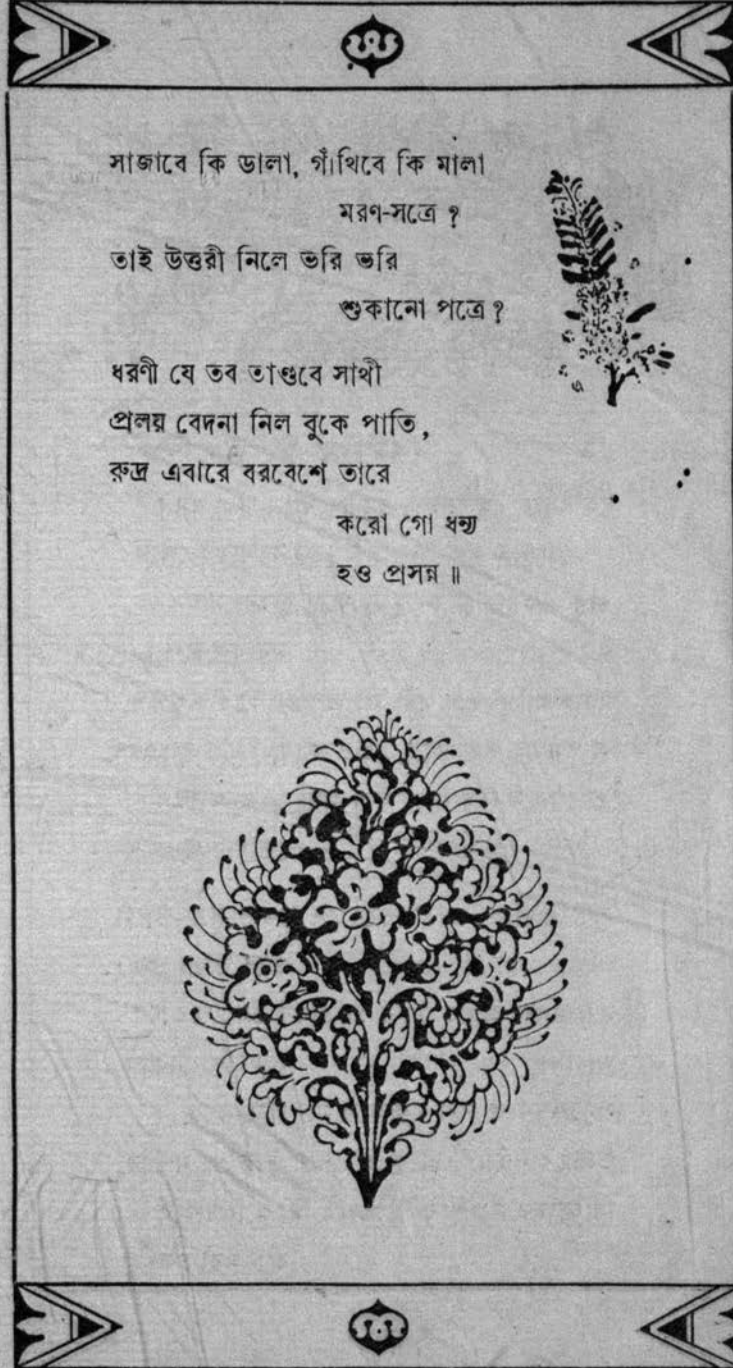 সাজাবে কি ডালা, গাঁথিবে কি মালা
মরণ-সত্রে ?
তাই উত্তরী নিলে ভরি ভরি
শুকানো পত্রে ?
ধরণী যে তব তাণ্ডবে সাথী
প্রলয় বেদনা নিল বুকে পাতি,
রুদ্র এবারে বরবেশে তারে
করো গো ধন্য
হও প্রসন্ন ॥